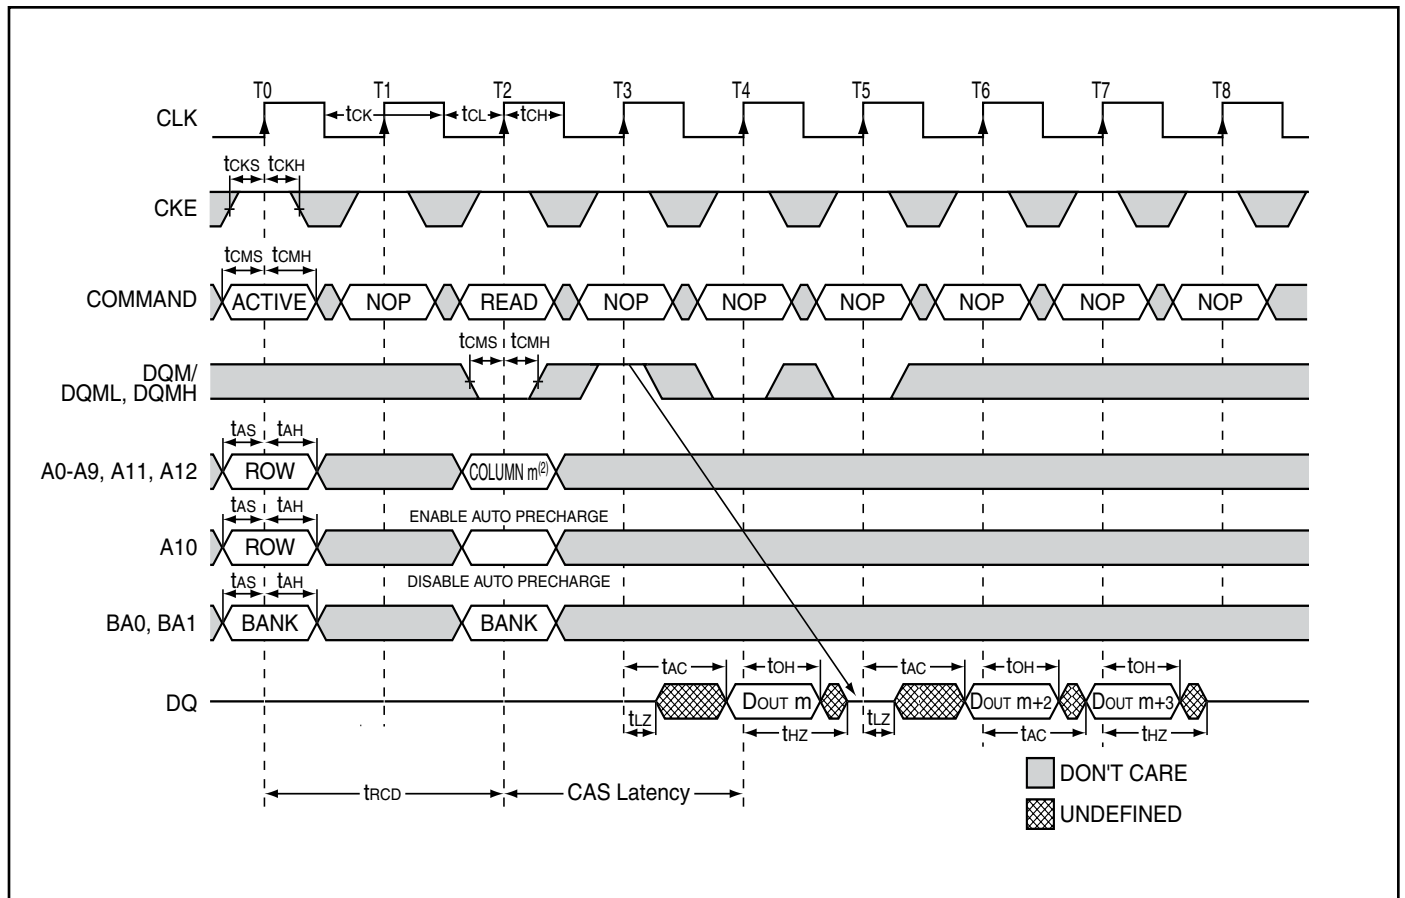 T0 T1 T2 T3 T4 T5 T6 T7 T8
CLK tCK tCL tCH
tCKS tCKH
CKE
tCMS tCMH
COMMAND ACTIVE NOP READ NOP NOP NOP NOP NOP NOP
tCMS tCMH
DQM/
DQML, DQMH
tAS tAH
A0-A9, A11, A12 ROW COLUMN m(2)
tAS tAH ENABLE AUTO PRECHARGE
A10 ROW
tAS tAH DISABLE AUTO PRECHARGE
BA0, BA1 BANK BANK
tAC tOH tAC tOH tOH
DQ DOUT m DOUT m+2 DOUT m+3
tLZ tHZ tLZ tAC tHZ
DON'T CARE
tRCD CAS Latency
UNDEFINED